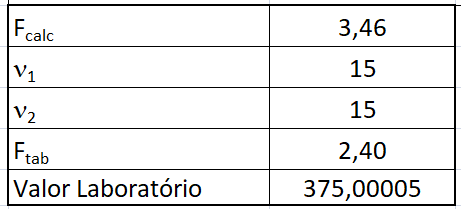 Fcalc 3,46
ν1 15
ν2 15
Ftab 2,40
Valor Laboratório 375,00005